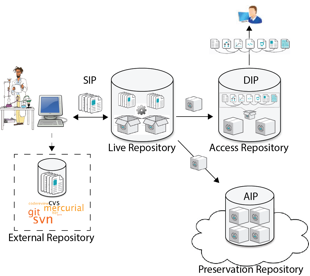 SIP
DIP
Live Repository
Access Repository
cvs
mercurial
git
svn
AIP
External Repository
Preservation Repository